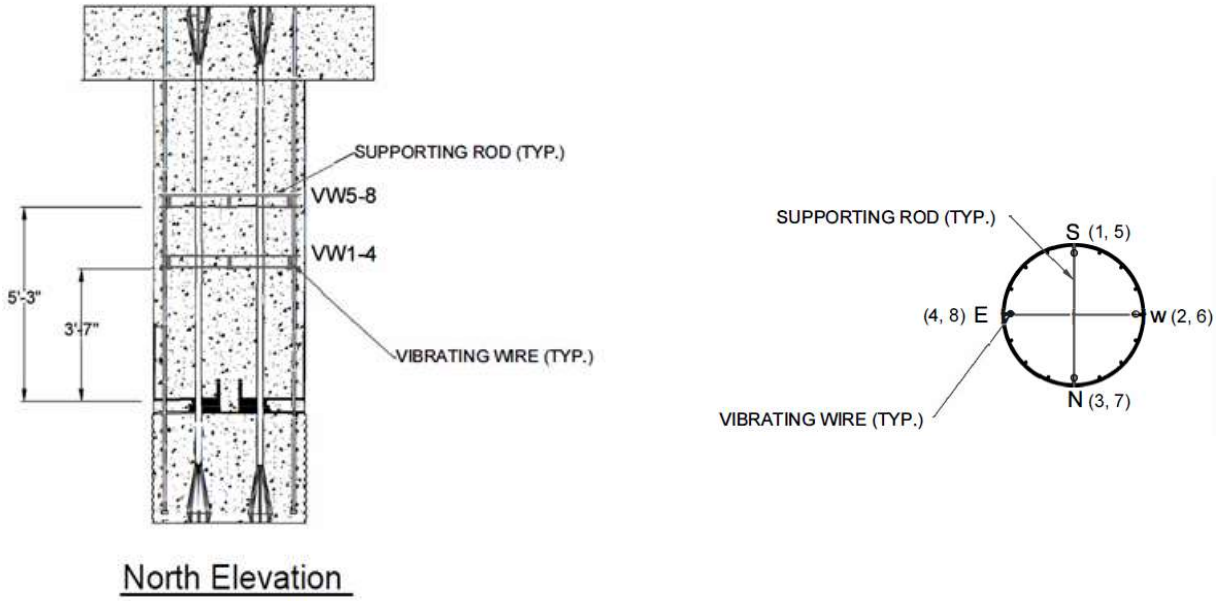 SUPPORTING ROD (TYP.)
VW5-8
VW1-4
5'-3"
3'-7"
VIBRATING WIRE (TYP.)
North Elevation
SUPPORTING ROD (TYP.)
S (1, 5)
(4, 8) E
W (2, 6)
N (3, 7)
VIBRATING WIRE (TYP.)